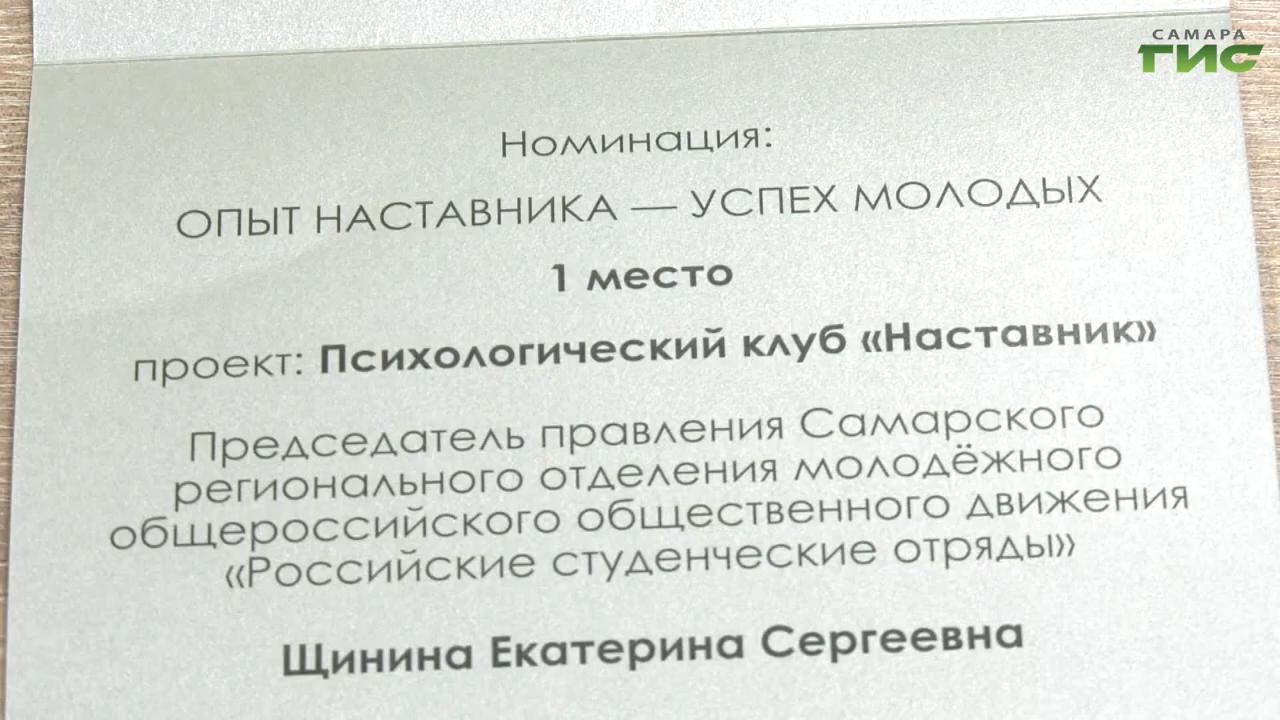 САМАРА
ГИС
Номинация:
ОПЫТ НАСТАВНИКА — УСПЕХ МОЛОДЫХ
1 место
проект: Психологический клуб «Наставник»
Председатель правления Самарского
регионального отделения молодёжного
общероссийского общественного движения
«Российские студенческие отряды»
Щинина Екатерина Сергеевна